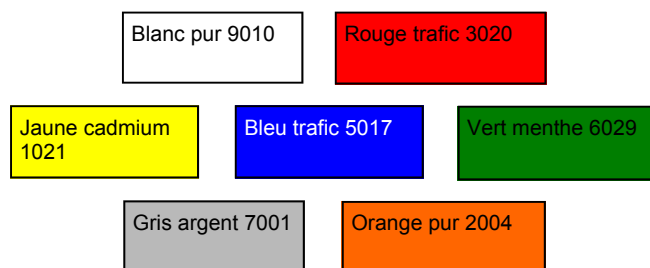 Blanc pur 9010
Rouge trafic 3020
Jaune cadmium
1021
Bleu trafic 5017
Vert menthe 6029
Gris argent 7001
Orange pur 2004